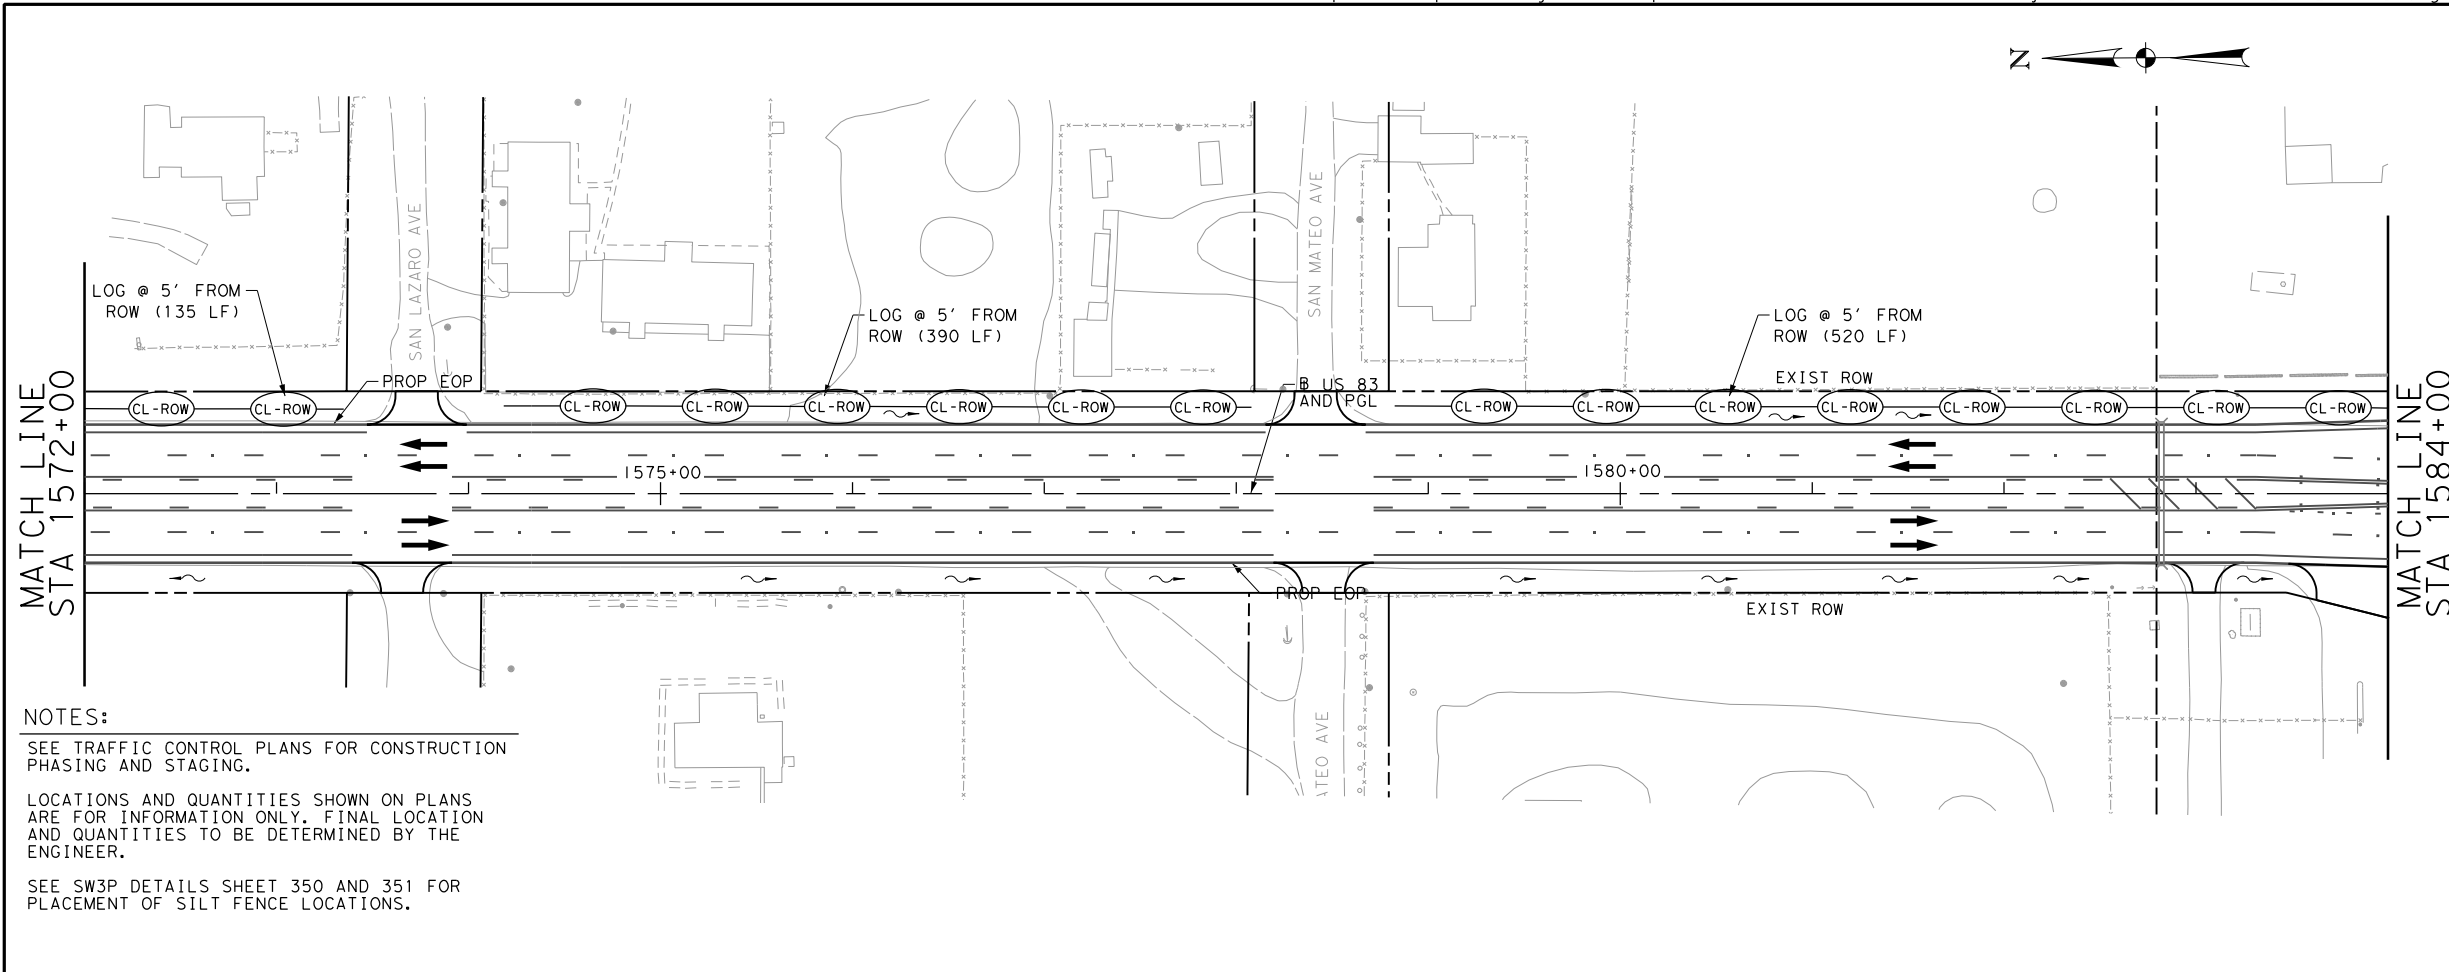 N
SAN LAZARO AVE
SAN MATEO AVE
LOG @ 5' FROM
ROW (135 LF)
LOG @ 5' FROM
ROW (390 LF)
LOG @ 5' FROM
ROW (520 LF)
PROP EOP
B US 83
AND PGL
EXIST ROW
CL-ROW CL-ROW CL-ROW CL-ROW CL-ROW CL-ROW CL-ROW CL-ROW CL-ROW CL-ROW CL-ROW CL-ROW CL-ROW CL-ROW CL-ROW CL-ROW
MATCH LINE
STA 1572+00
1575+00
1580+00
MATCH LINE
STA 1584+00
PROP EOP
EXIST ROW
ATEO AVE
NOTES:
SEE TRAFFIC CONTROL PLANS FOR CONSTRUCTION
PHASING AND STAGING.
LOCATIONS AND QUANTITIES SHOWN ON PLANS
ARE FOR INFORMATION ONLY. FINAL LOCATION
AND QUANTITIES TO BE DETERMINED BY THE
ENGINEER.
SEE SW3P DETAILS SHEET 350 AND 351 FOR
PLACEMENT OF SILT FENCE LOCATIONS.